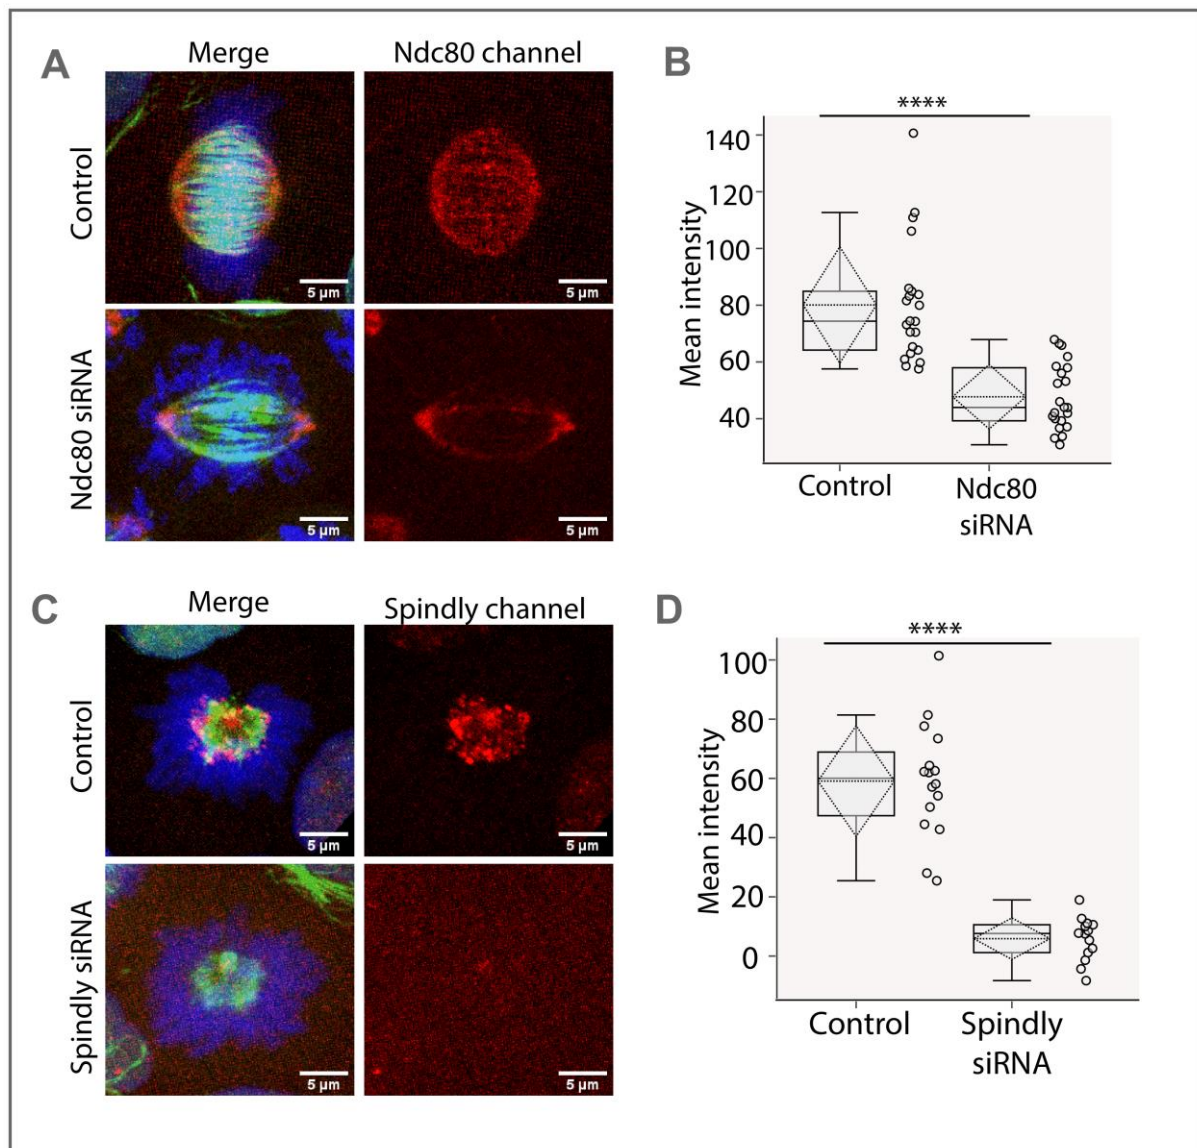 A
Merge
Ndc80 channel
Control
5 µm
5 µm
Ndc80 siRNA
5 µm
5 µm
B
****
Mean intensity
140
120
100
80
60
40
Control
Ndc80
siRNA
C
Merge
Spindly channel
Control
5 µm
5 µm
Spindly siRNA
5 µm
5 µm
D
****
Mean intensity
100
80
60
40
20
0
Control
Spindly
siRNA